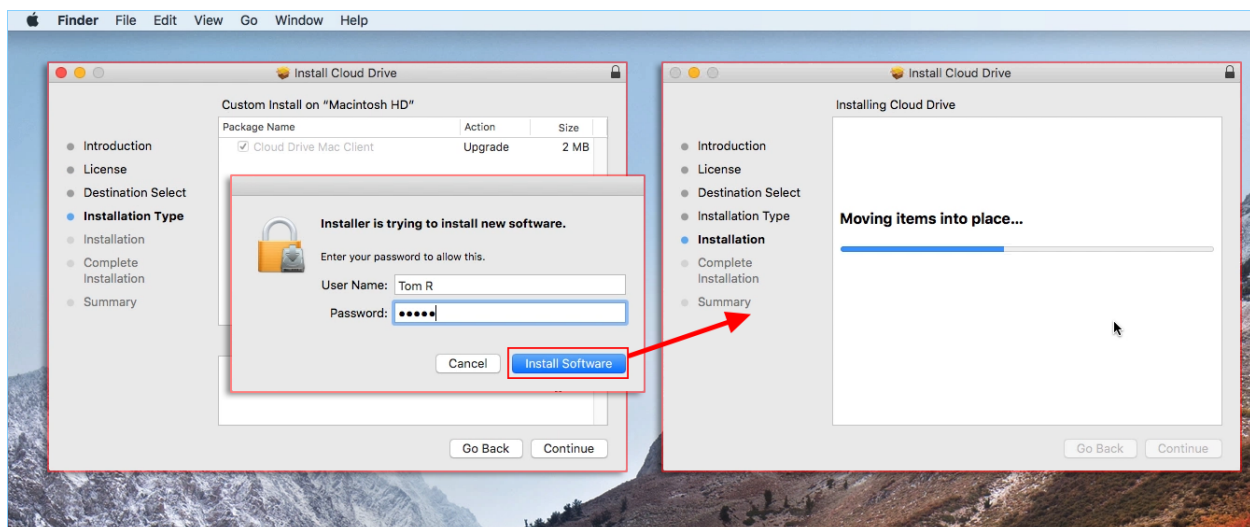 Finder File Edit View Go Window Help
Install Cloud Drive
Custom Install on “Macintosh HD”
Package Name Action Size
Cloud Drive Mac Client Upgrade 2 MB
Introduction
License
Destination Select
Installation Type
Installation
Complete
Installation
Summary
Installer is trying to install new software.
Enter your password to allow this.
User Name: Tom R
Password: •••••
Cancel Install Software
Go Back Continue
Install Cloud Drive
Installing Cloud Drive
Introduction
License
Destination Select
Installation Type
Installation
Complete
Installation
Summary
Moving items into place...
Go Back Continue